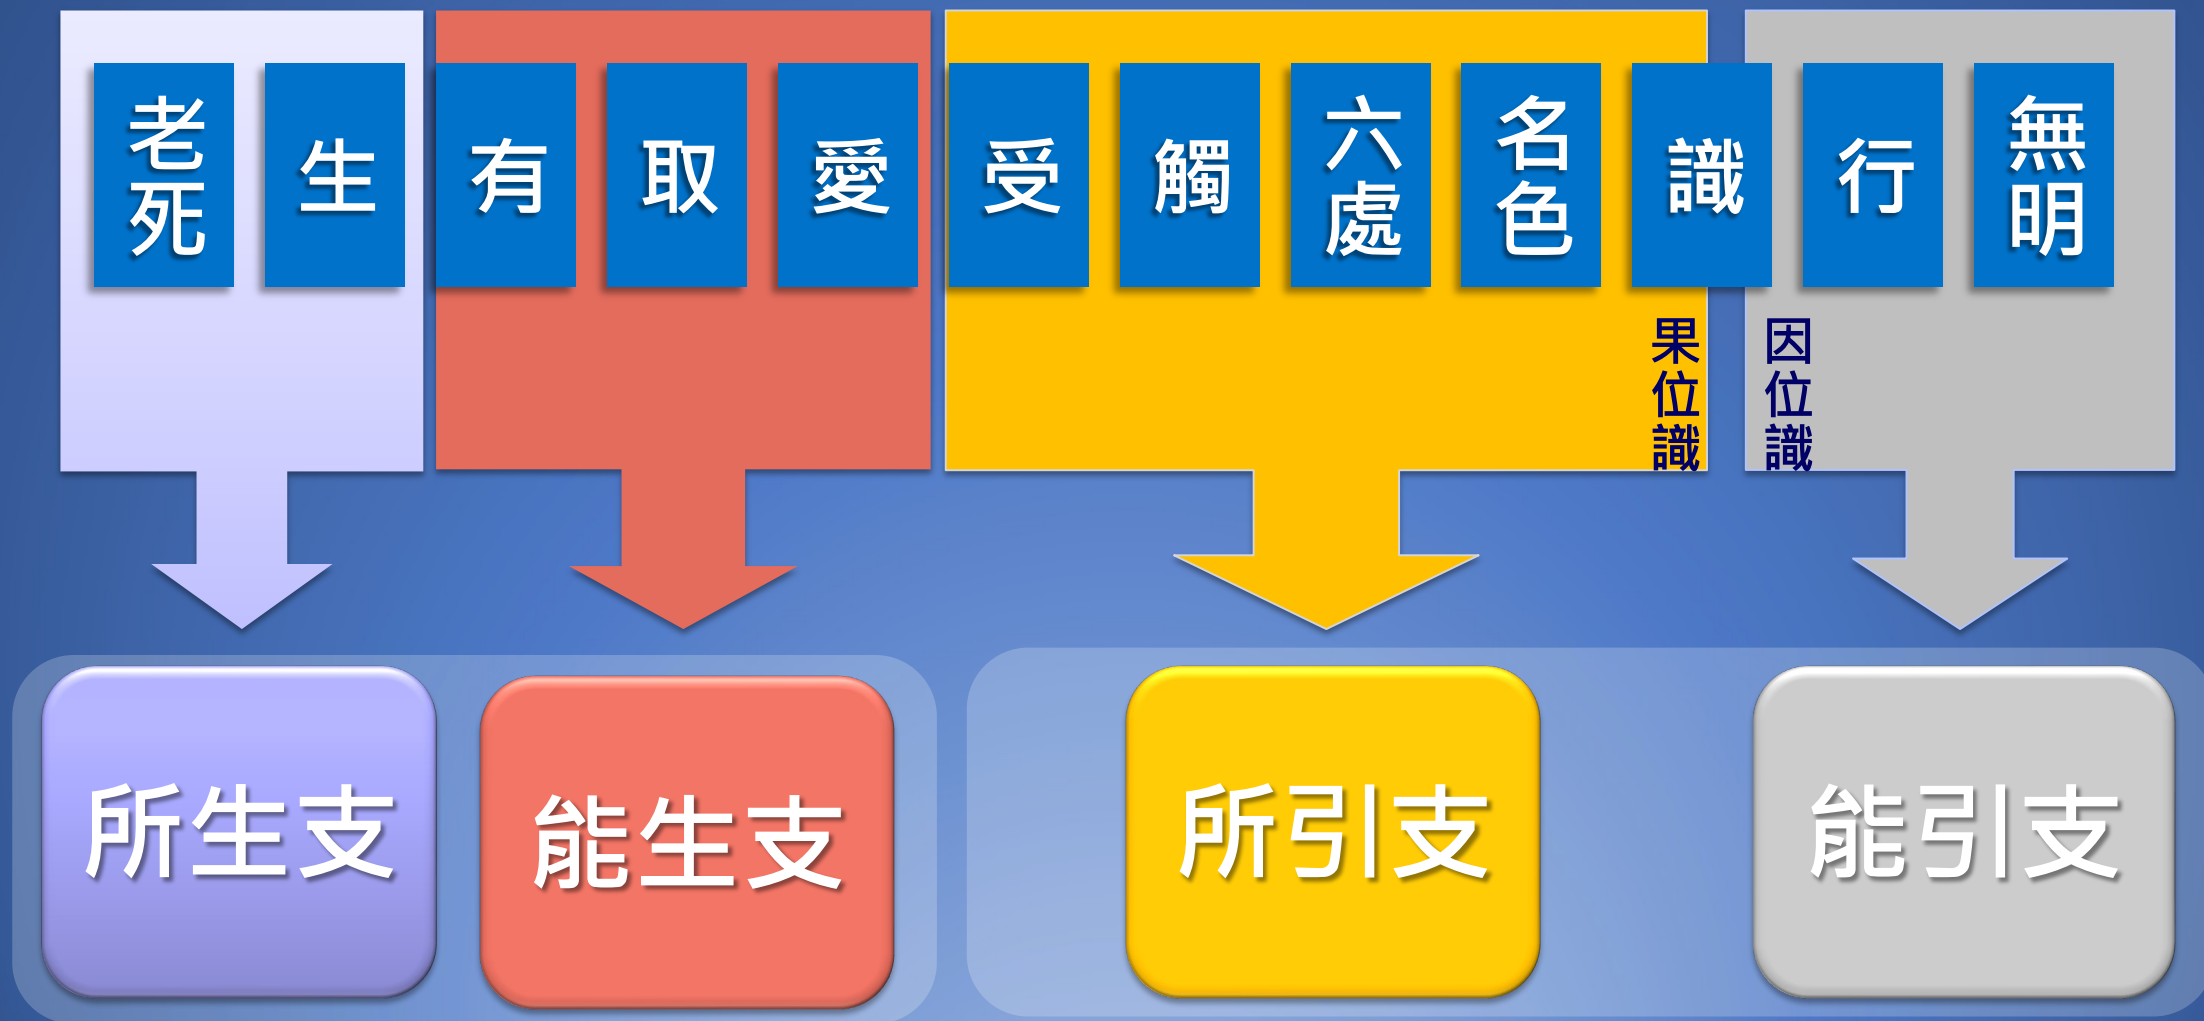 老死
生
有
取
愛
受
觸
六處
名色
識
行
無明
果位識
因位識
所生支
能生支
所引支
能引支